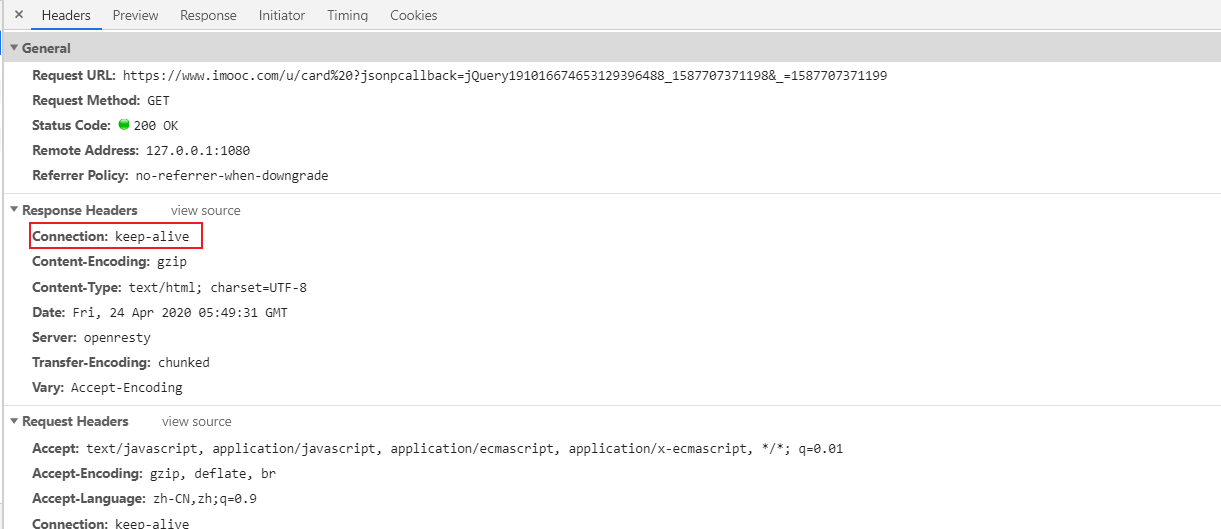 × Headers Preview Response Initiator Timing Cookies
General
Request URL: https://www.imooc.com/u/card%20?jsonpcallback=jQuery191016674653129396488_1587707371198&_=1587707371199
Request Method: GET
Status Code: 200 OK
Remote Address: 127.0.0.1:1080
Referrer Policy: no-referrer-when-downgrade
Response Headers view source
Connection: keep-alive
Content-Encoding: gzip
Content-Type: text/html; charset=UTF-8
Date: Fri, 24 Apr 2020 05:49:31 GMT
Server: openresty
Transfer-Encoding: chunked
Vary: Accept-Encoding
Request Headers view source
Accept: text/javascript, application/javascript, application/ecmascript, application/x-ecmascript, */*; q=0.01
Accept-Encoding: gzip, deflate, br
Accept-Language: zh-CN,zh;q=0.9
Connection: keep-alive